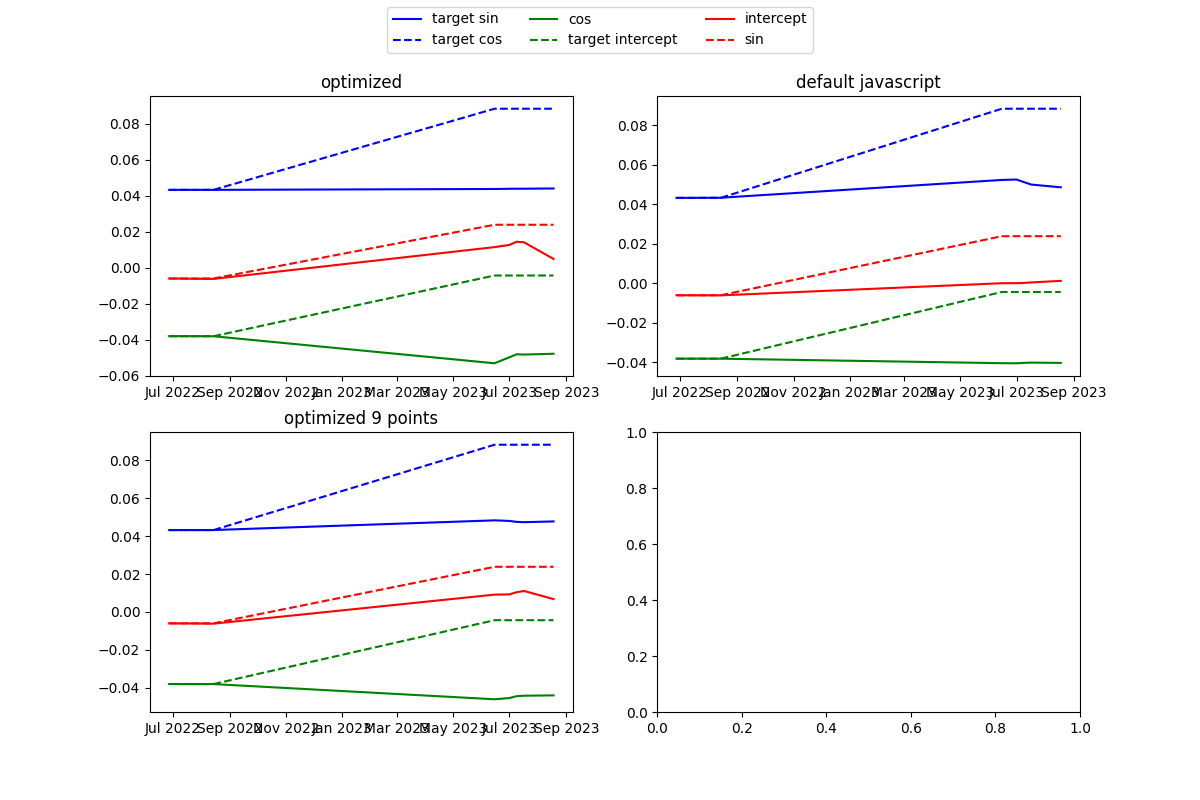 target sin cos intercept
target cos target intercept sin
optimized default javascript
0.08 0.08
0.06 0.06
0.04 0.04
0.02 0.02
0.00 0.00
−0.02 −0.02
−0.04 −0.04
−0.06
Jul 2022 Sep 2022 Nov 2022 Jan 2023 Mar 2023 May 2023 Jul 2023 Sep 2023 Jul 2022 Sep 2022 Nov 2022 Jan 2023 Mar 2023 May 2023 Jul 2023 Sep 2023
optimized 9 points
0.08 1.0
0.06 0.8
0.04 0.6
0.02 0.4
0.00 0.2
−0.02 0.0
−0.04
Jul 2022 Sep 2022 Nov 2022 Jan 2023 Mar 2023 May 2023 Jul 2023 Sep 2023 0.0 0.2 0.4 0.6 0.8 1.0